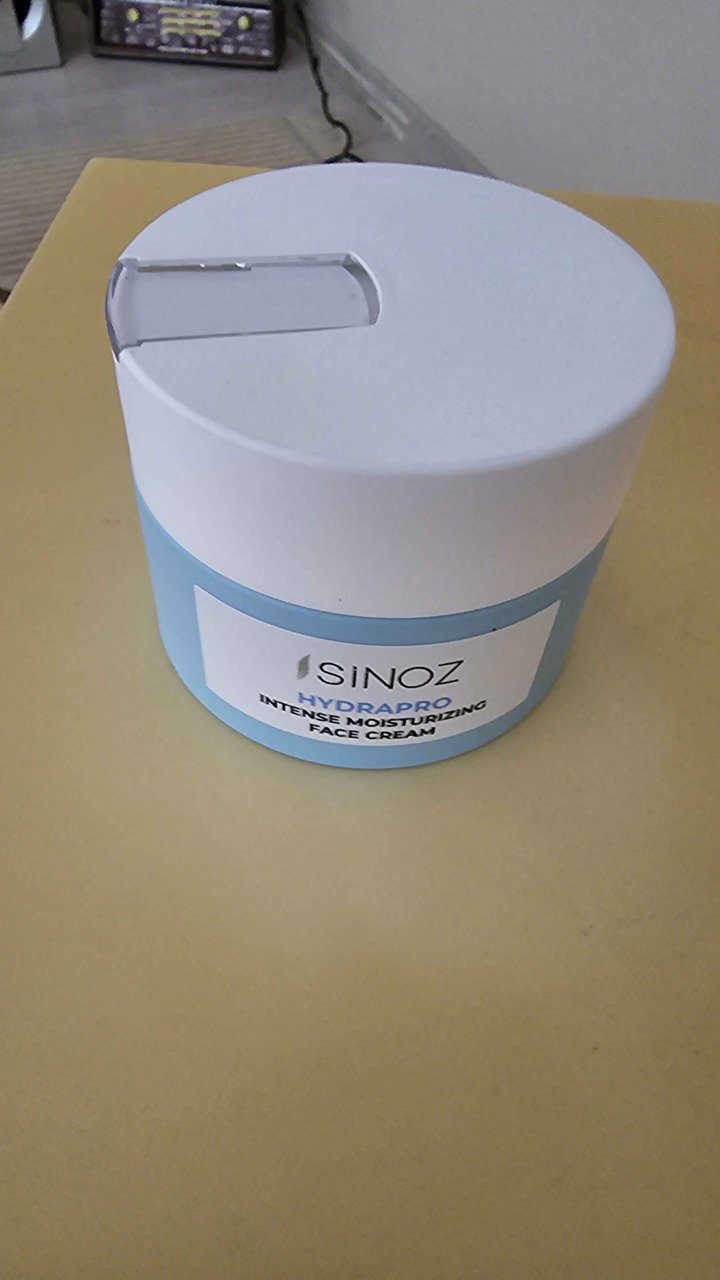 SiNOZ
HYDRAPRO
INTENSE MOISTURIZING
FACE CREAM